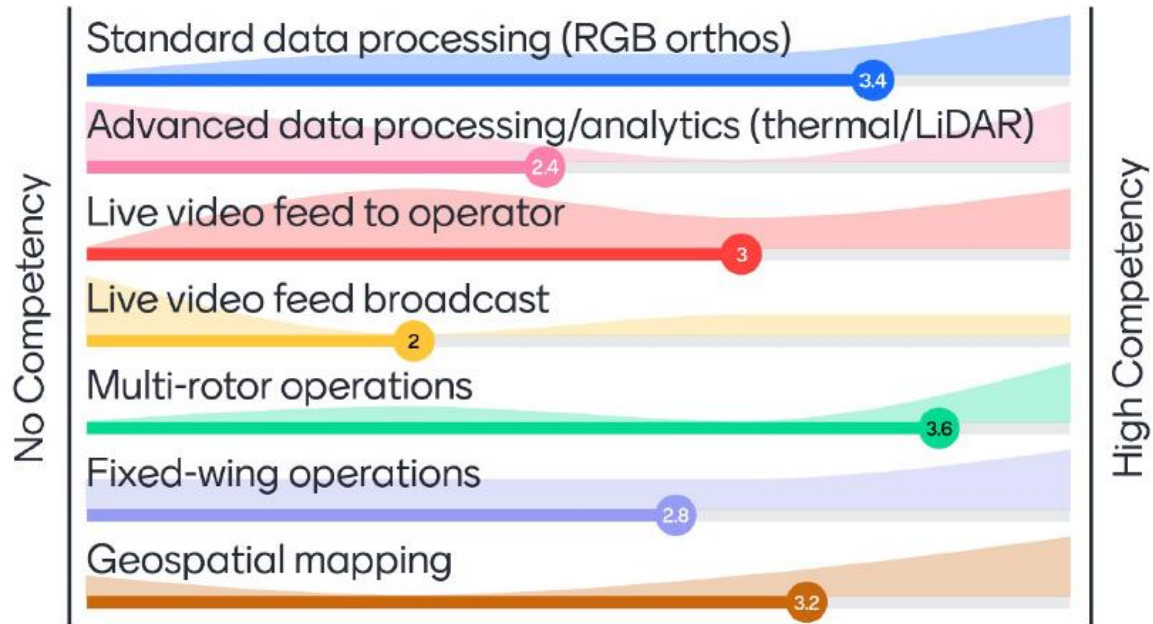 No Competency
Standard data processing (RGB orthos)
3.4
Advanced data processing/analytics (thermal/LiDAR)
2.4
Live video feed to operator
3
Live video feed broadcast
2
Multi-rotor operations
3.6
Fixed-wing operations
2.8
Geospatial mapping
3.2
High Competency